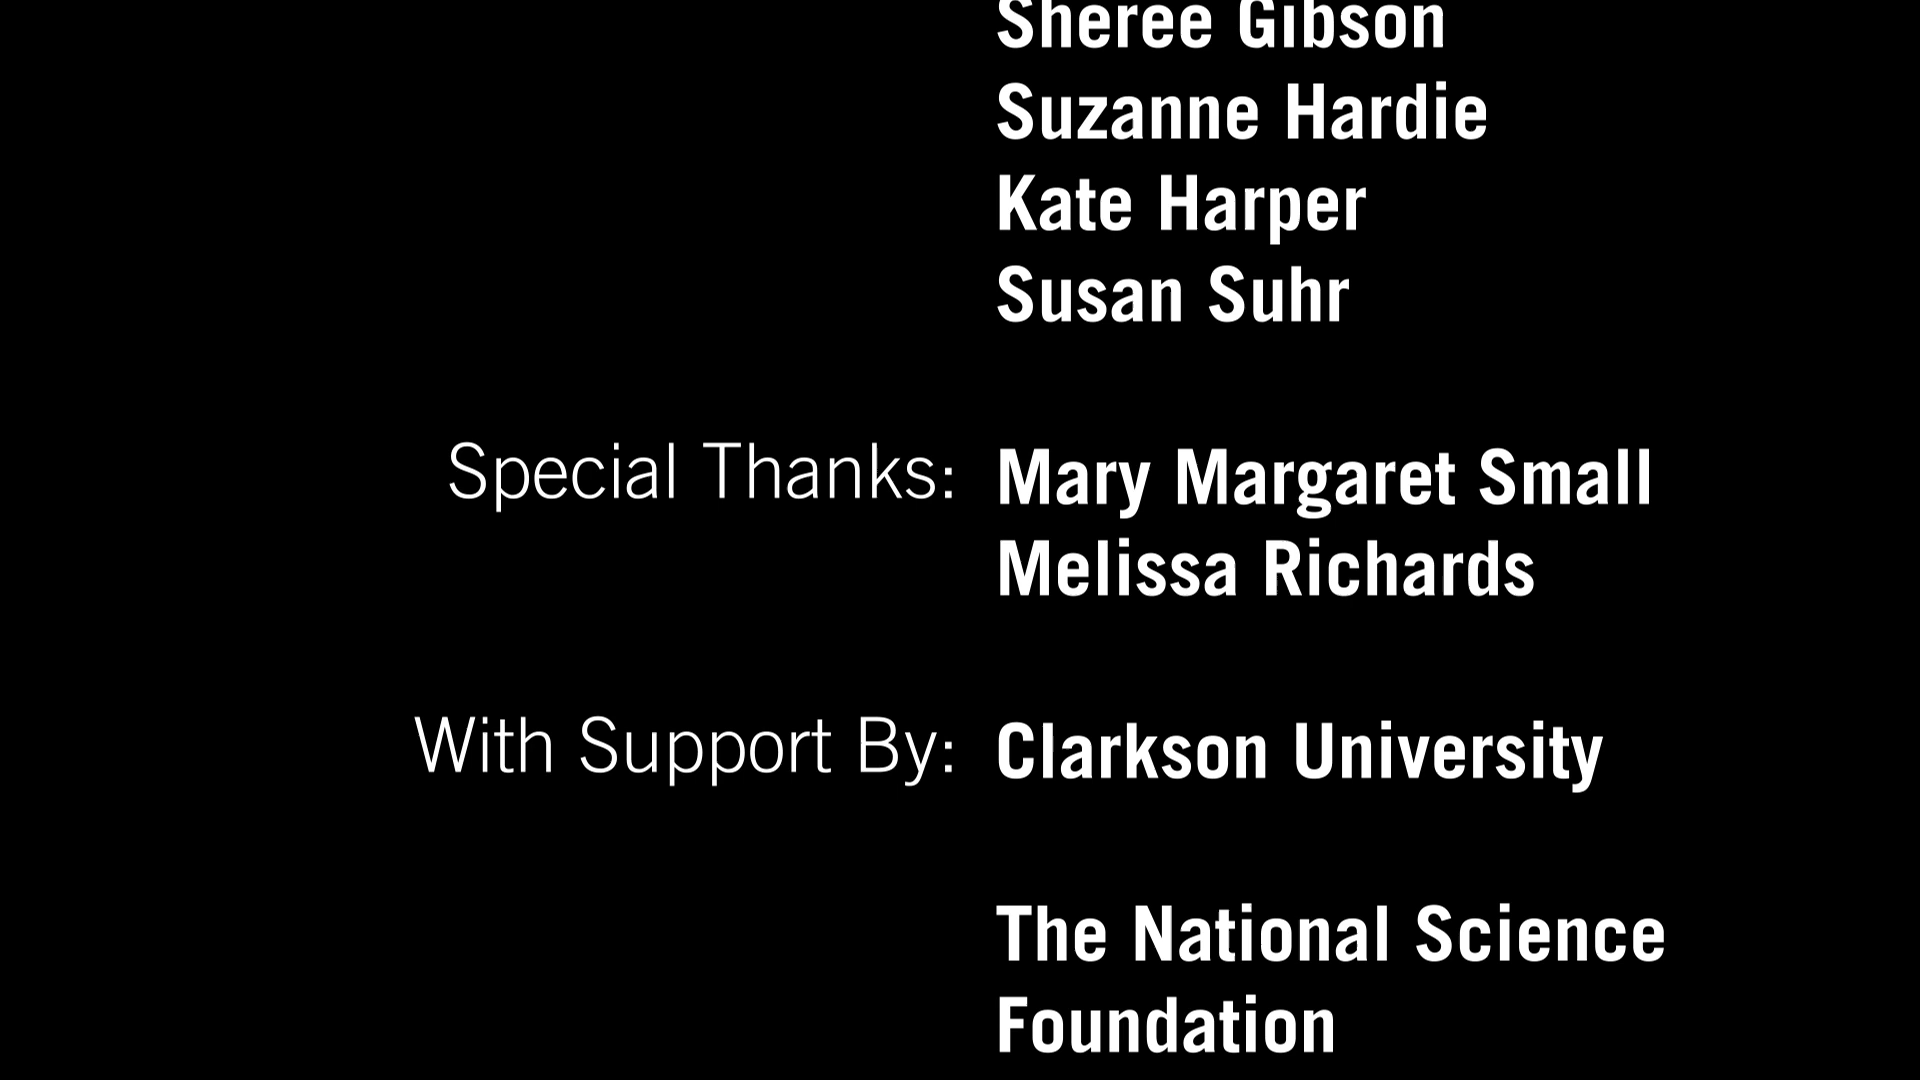 Sheree Gibson
Suzanne Hardie
Kate Harper
Susan Suhr
Special Thanks: Mary Margaret Small
Melissa Richards
With Support By: Clarkson University
The National Science
Foundation